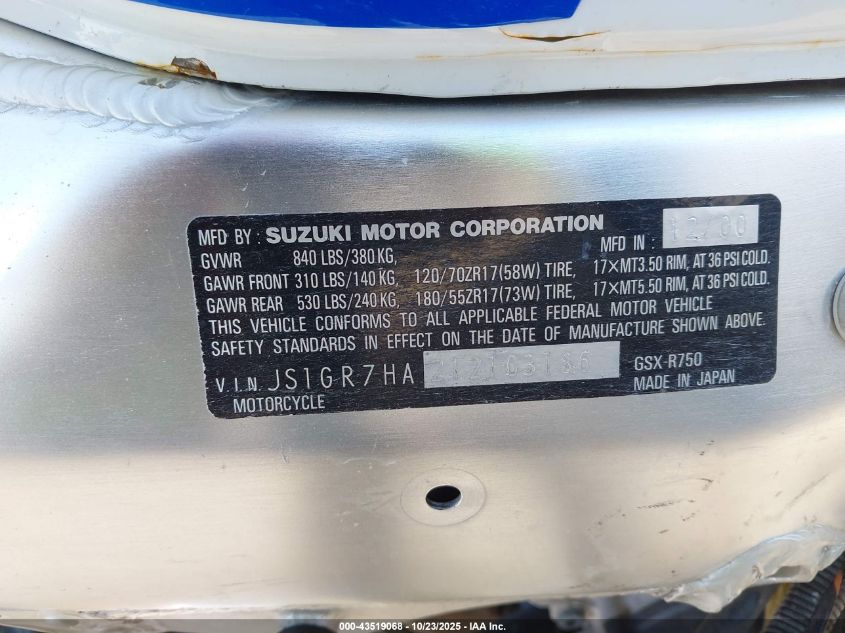 MFD BY : SUZUKI MOTOR CORPORATION MFD IN : 12/00
GVWR 840 LBS/380 KG,
GAWR FRONT 310 LBS/140 KG, 120/70ZR17(58W) TIRE, 17×MT3.50 RIM, AT 36 PSI COLD.
GAWR REAR 530 LBS/240 KG, 180/55ZR17(73W) TIRE, 17×MT5.50 RIM, AT 36 PSI COLD.
THIS VEHICLE CONFORMS TO ALL APPLICABLE FEDERAL MOTOR VEHICLE
SAFETY STANDARDS IN EFFECT ON THE DATE OF MANUFACTURE SHOWN ABOVE.
V.I.N. JS1GR7HA 212103186 GSX-R750
MOTORCYCLE MADE IN JAPAN
000-43519068 - 10/23/2025 - IAA Inc.